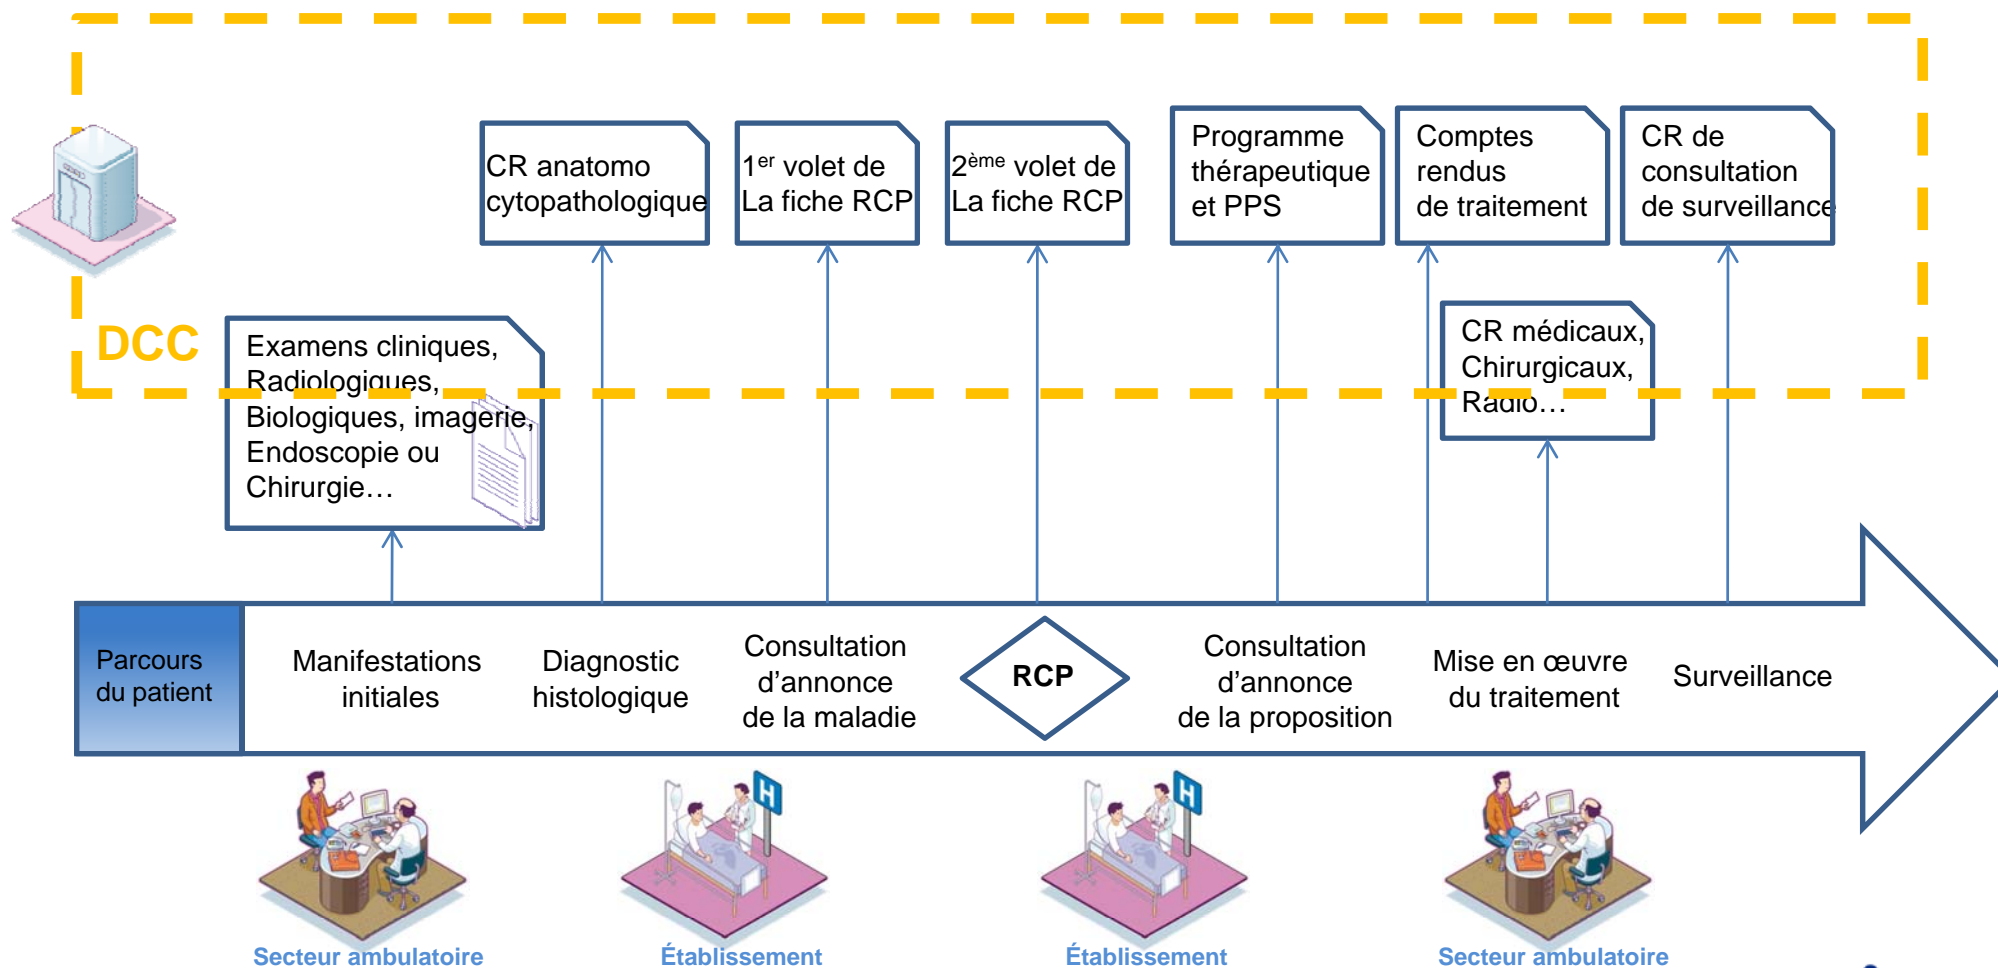 CR anatomo
cytopathologique
1er volet de
La fiche RCP
2ème volet de
La fiche RCP
Programme
thérapeutique
et PPS
Comptes
rendus
de traitement
CR de
consultation
de surveillance
DCC
Examens cliniques,
Radiologiques,
Biologiques, imagerie,
Endoscopie ou
Chirurgie…
CR médicaux,
Chirurgicaux,
Radio…
Parcours
du patient
Manifestations
initiales
Diagnostic
histologique
Consultation
d’annonce
de la maladie
RCP
Consultation
d’annonce
de la proposition
Mise en œuvre
du traitement
Surveillance
H
H
Secteur ambulatoire
Établissement
Établissement
Secteur ambulatoire